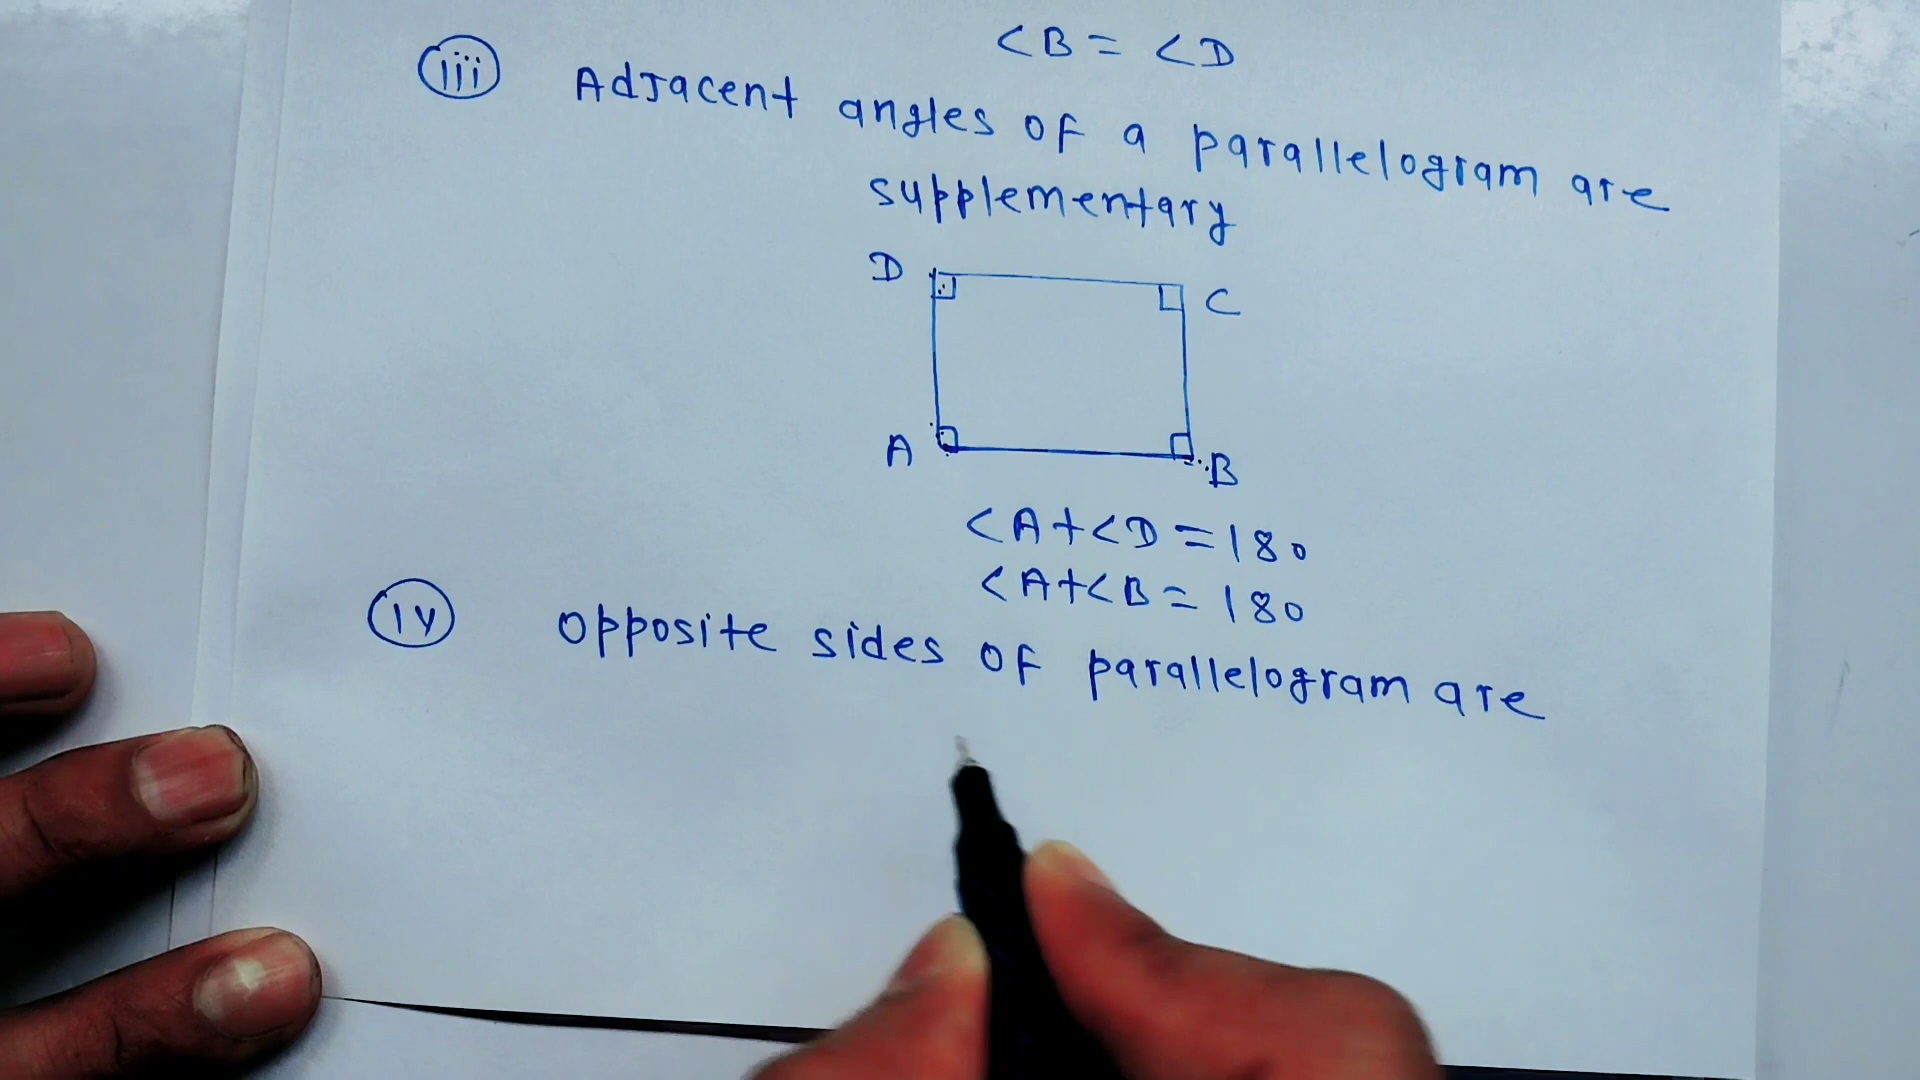 <B = <D
iii Adjacent angles of a parallelogram are
supplementary
D
C
A
B
<A+<D=180
<A+<B= 180
iv opposite sides of parallelogram are